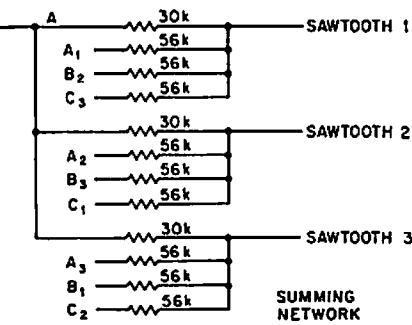 A 30k SAWTOOTH 1
A1 56k
B2 56k
C3 56k
30k SAWTOOTH 2
A2 56k
B3 56k
C1 56k
30k SAWTOOTH 3
A3 56k
B1 56k
C2 56k
SUMMING
NETWORK